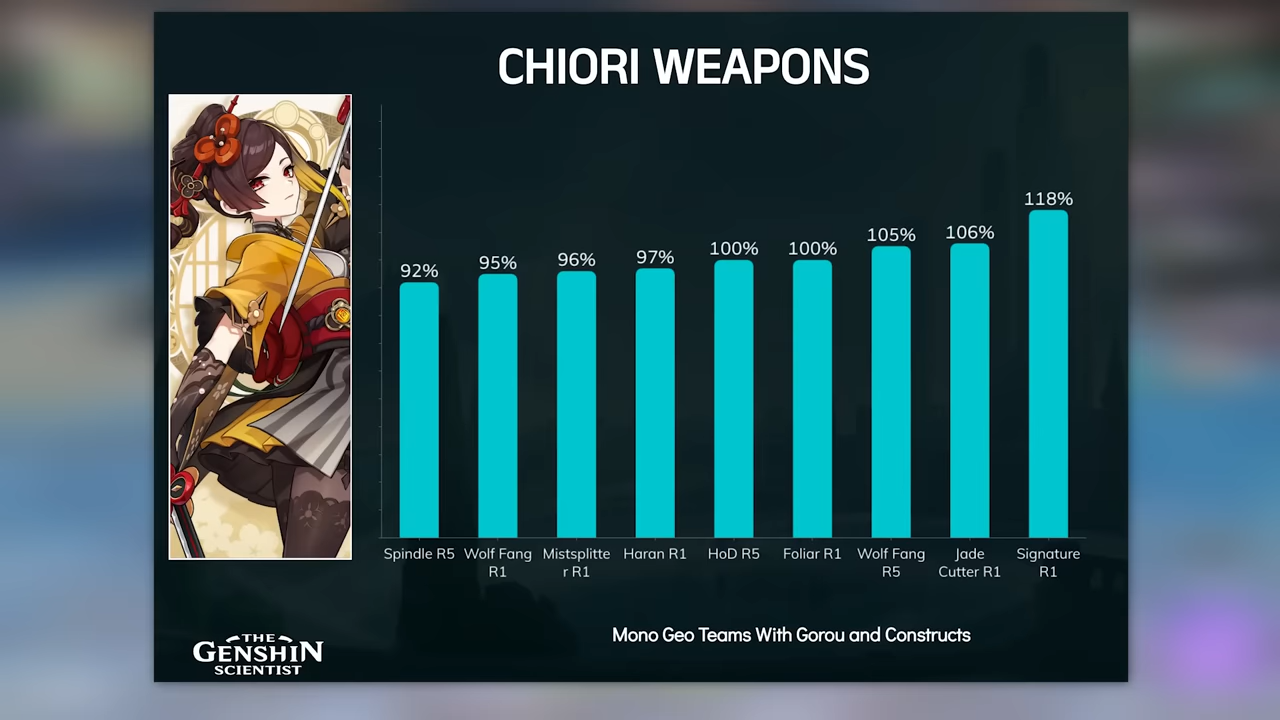 CHIORI WEAPONS
118%
105%
106%
100%
100%
97%
96%
95%
92%
Spindle R5
Wolf Fang
R1
Mistsplitte
r R1
Haran R1
HoD R5
Foliar R1
Wolf Fang
R5
Jade
Cutter R1
Signature
R1
Mono Geo Teams With Gorou and Constructs
THE
GENSHIN
SCIENTIST